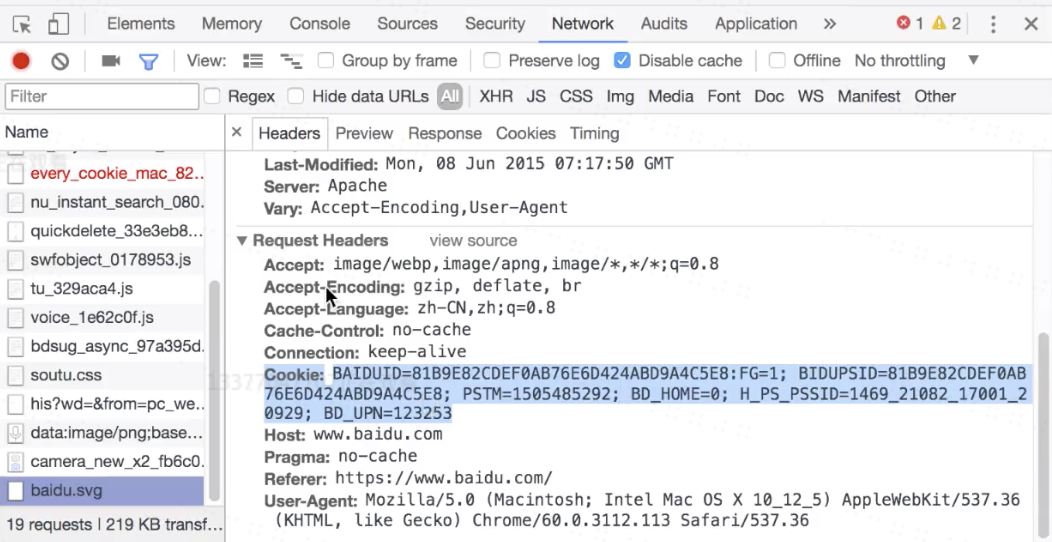 Elements Memory Console Sources Security Network Audits Application » 1 2
View: Group by frame Preserve log Disable cache Offline No throttling
Filter Regex Hide data URLs All XHR JS CSS Img Media Font Doc WS Manifest Other
Name
every_cookie_mac_82..
nu_instant_search_080.
quickdelete_33e3eb8...
swfobject_0178953.js
tu_329aca4.js
voice_1e62c0f.js
bdsug_async_97a395d.
soutu.css
his?wd=&from=pc_we..
data:image/png;base...
camera_new_x2_fb6c0.
baidu.svg
19 requests | 219 KB transf...
× Headers Preview Response Cookies Timing
Last-Modified: Mon, 08 Jun 2015 07:17:50 GMT
Server: Apache
Vary: Accept-Encoding,User-Agent
▼ Request Headers view source
Accept: image/webp,image/apng,image/*,*/*;q=0.8
Accept-Encoding: gzip, deflate, br
Accept-Language: zh-CN,zh;q=0.8
Cache-Control: no-cache
Connection: keep-alive
Cookie: BAIDUID=81B9E82CDEF0AB76E6D424ABD9A4C5E8:FG=1; BIDUPSID=81B9E82CDEF0AB
76E6D424ABD9A4C5E8; PSTM=1505485292; BD_HOME=0; H_PS_PSSID=1469_21082_17001_2
0929; BD_UPN=123253
Host: www.baidu.com
Pragma: no-cache
Referer: https://www.baidu.com/
User-Agent: Mozilla/5.0 (Macintosh; Intel Mac OS X 10_12_5) AppleWebKit/537.36
(KHTML, like Gecko) Chrome/60.0.3112.113 Safari/537.36